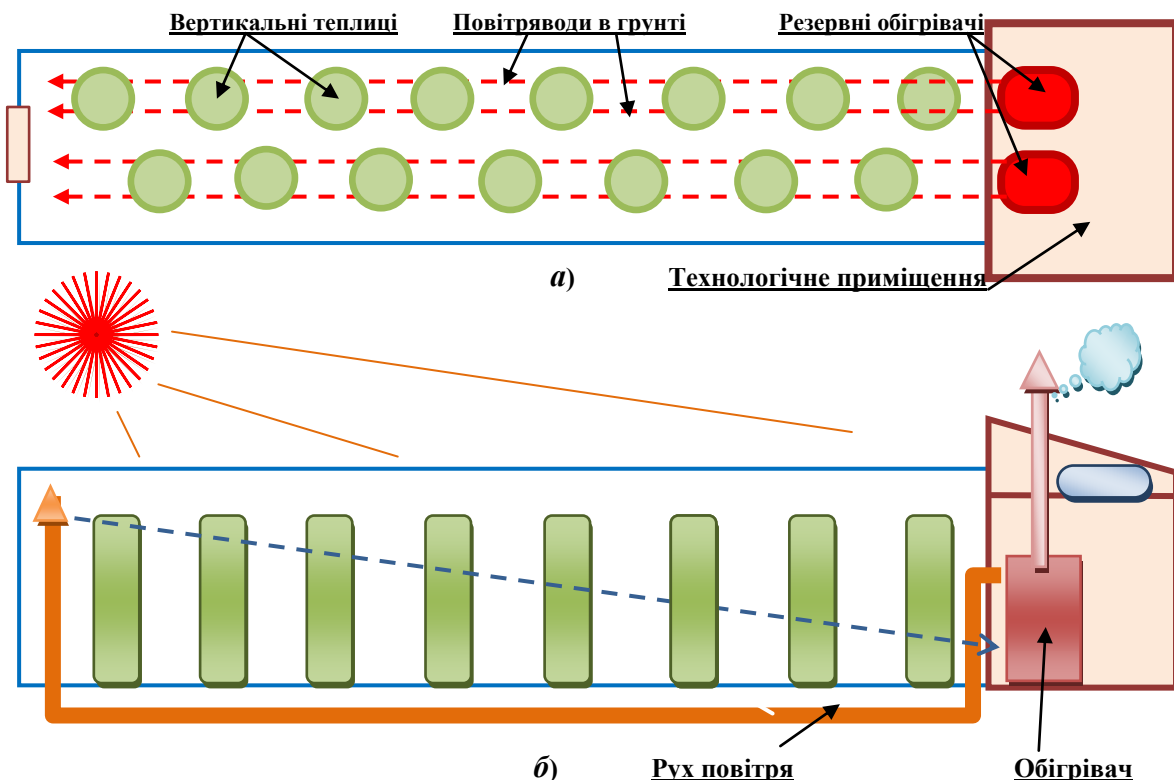 Вертикальні теплиці Повітряводи в грунті Резервні обігрівачі
а) Технологічне приміщення
б) Рух повітря Обігрівач